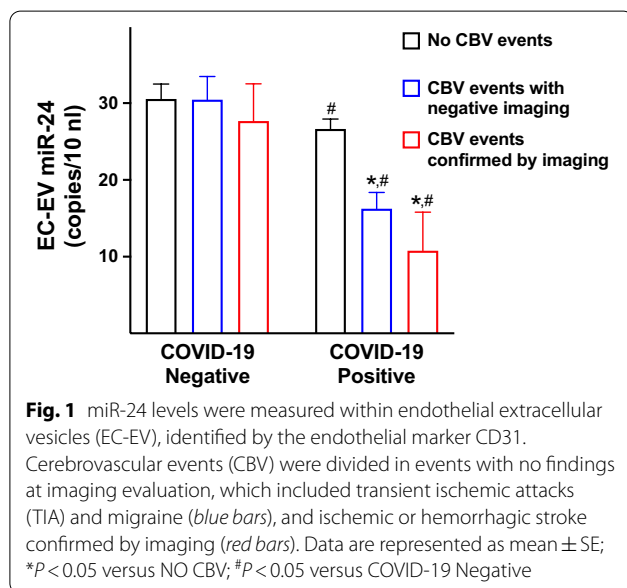 No CBV events
CBV events with
negative imaging
CBV events
confirmed by imaging
EC-EV miR-24
(copies/10 nl)
30
20
10
#
*,#
*,#
COVID-19
Negative
COVID-19
Positive
Fig. 1 miR-24 levels were measured within endothelial extracellular
vesicles (EC-EV), identified by the endothelial marker CD31.
Cerebrovascular events (CBV) were divided in events with no findings
at imaging evaluation, which included transient ischemic attacks
(TIA) and migraine (blue bars), and ischemic or hemorrhagic stroke
confirmed by imaging (red bars). Data are represented as mean ± SE;
*P < 0.05 versus NO CBV; #P < 0.05 versus COVID-19 Negative